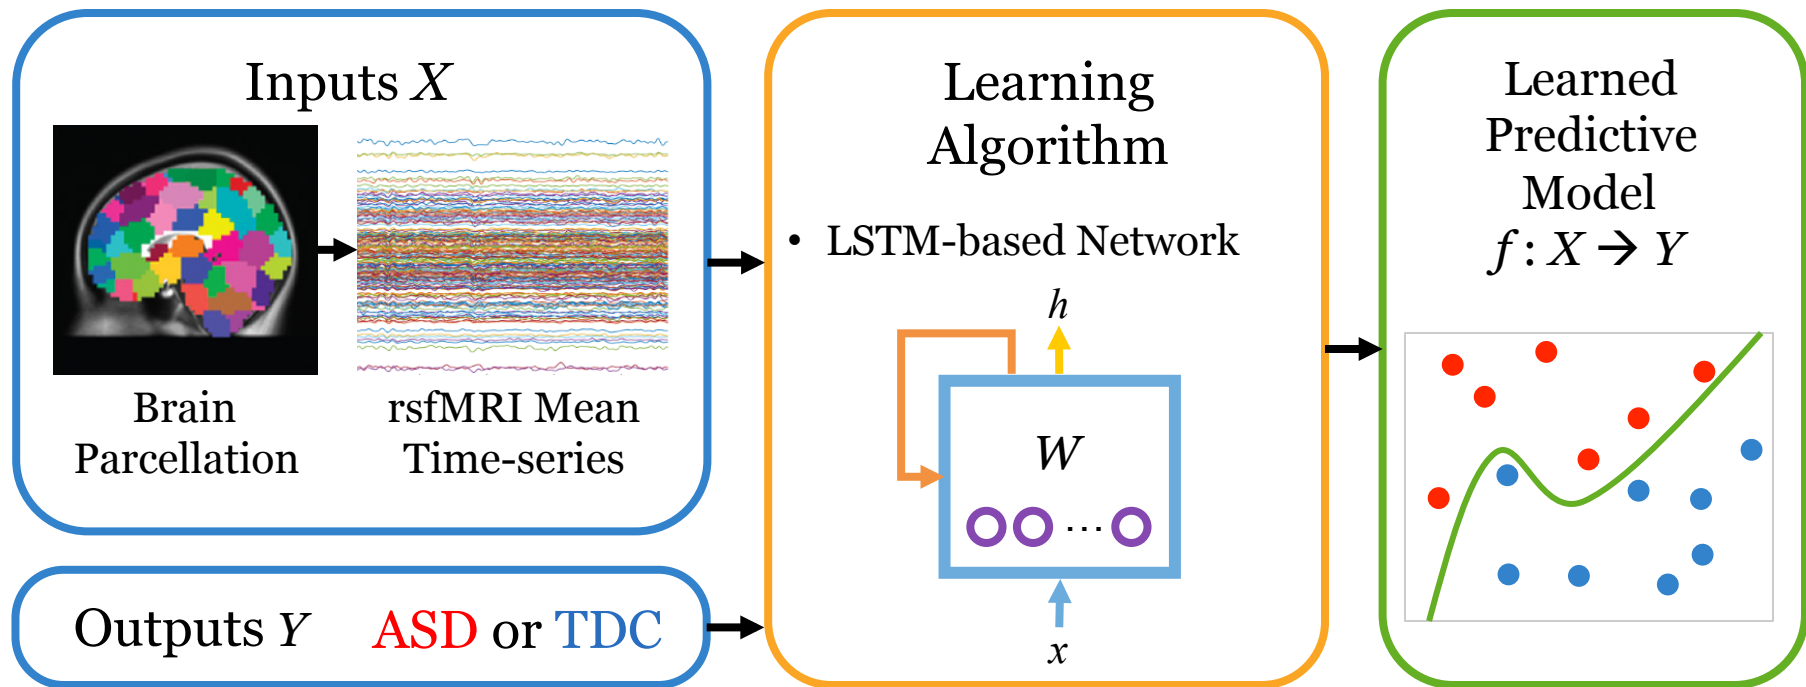 Inputs X
Brain
Parcellation
rsfMRI Mean
Time-series
Outputs Y ASD or TDC
Learning
Algorithm
• LSTM-based Network
h
W
...
x
Learned
Predictive
Model
f : X → Y